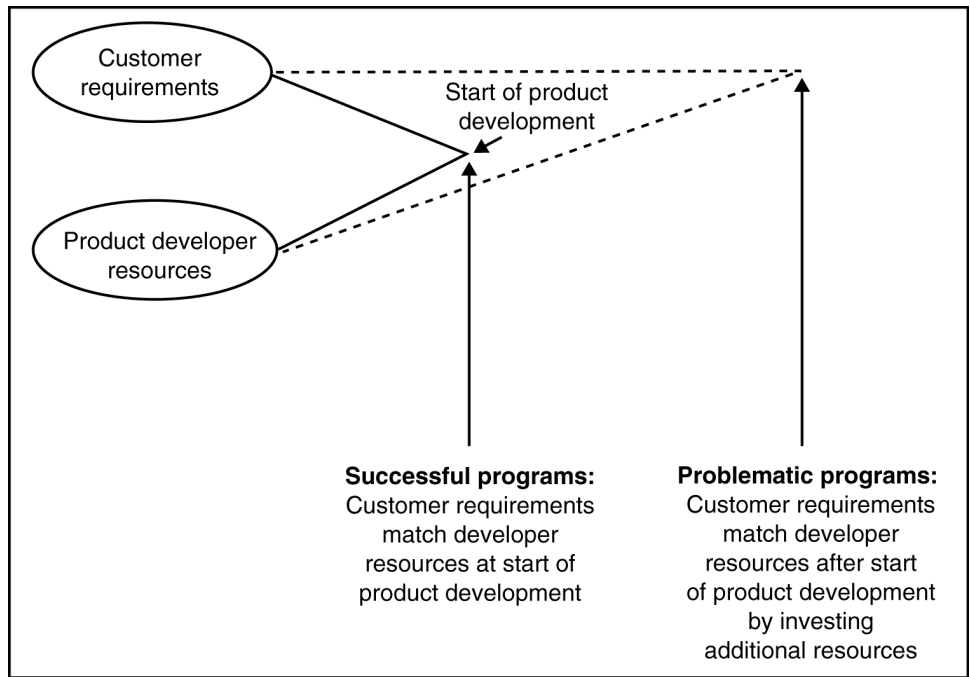 Customer
requirements
Start of product
development
Product developer
resources
Successful programs:
Customer requirements
match developer
resources at start of
product development
Problematic programs:
Customer requirements
match developer
resources after start
of product development
by investing
additional resources